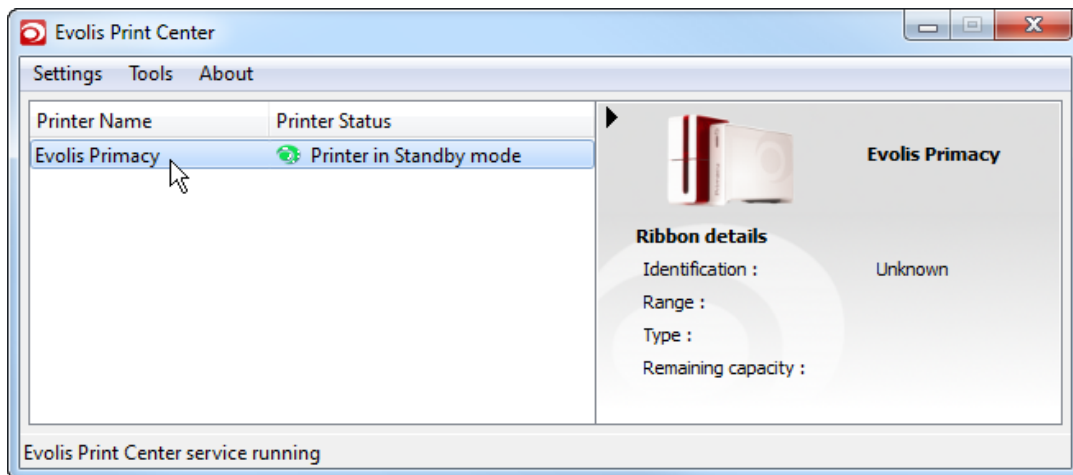 Evolis Print Center
Settings Tools About
Printer Name Printer Status
Evolis Primacy Printer in Standby mode
Evolis Primacy
Ribbon details
Identification : Unknown
Range :
Type :
Remaining capacity :
Evolis Print Center service running